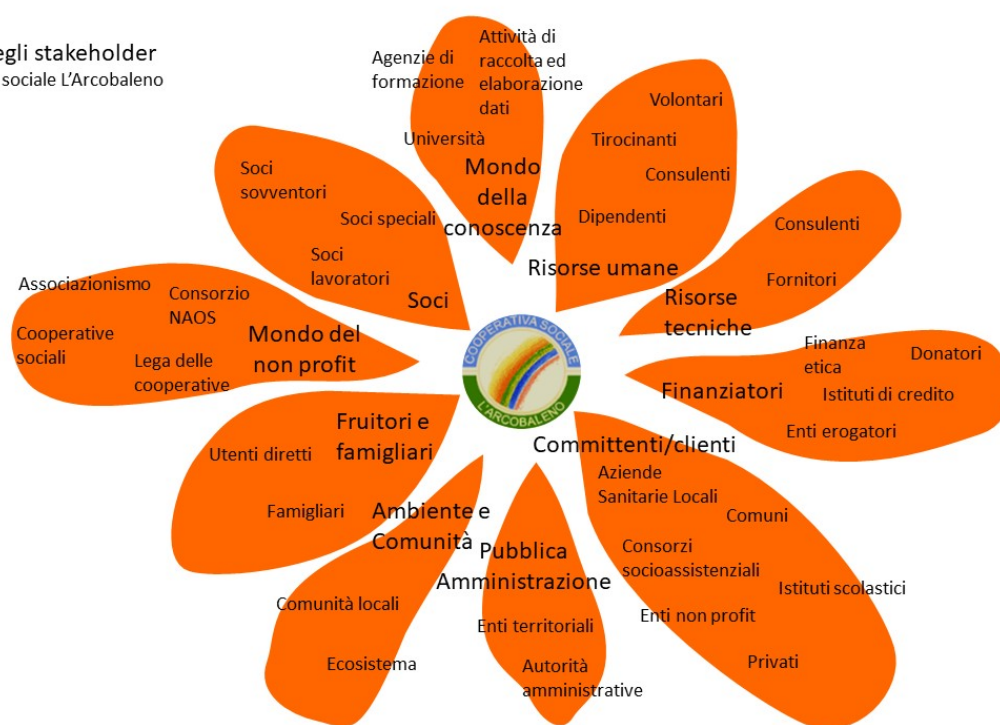 egli stakeholder
sociale L'Arcobaleno
Agenzie di
formazione
Attività di
raccolta ed
elaborazione
dati
Università
Mondo
della
conoscenza
Volontari
Tirocinanti
Consulenti
Dipendenti
Risorse umane
Consulenti
Fornitori
Risorse
tecniche
Finanza
etica
Donatori
Istituti di credito
Finanziatori
Enti erogatori
Committenti/clienti
Aziende
Sanitarie Locali
Comuni
Consorzi
socioassistenziali
Istituti scolastici
Enti non profit
Privati
Pubblica
Amministrazione
Enti territoriali
Autorità
amministrative
Ambiente e
Comunità
Comunità locali
Ecosistema
Fruitori e
famigliari
Utenti diretti
Famigliari
Associazionismo
Consorzio
NAOS
Cooperative
sociali
Lega delle
cooperative
Mondo del
non profit
Soci
sovventori
Soci speciali
Soci
lavoratori
Soci
COOPERATIVA SOCIALE
L'ARCOBALENO